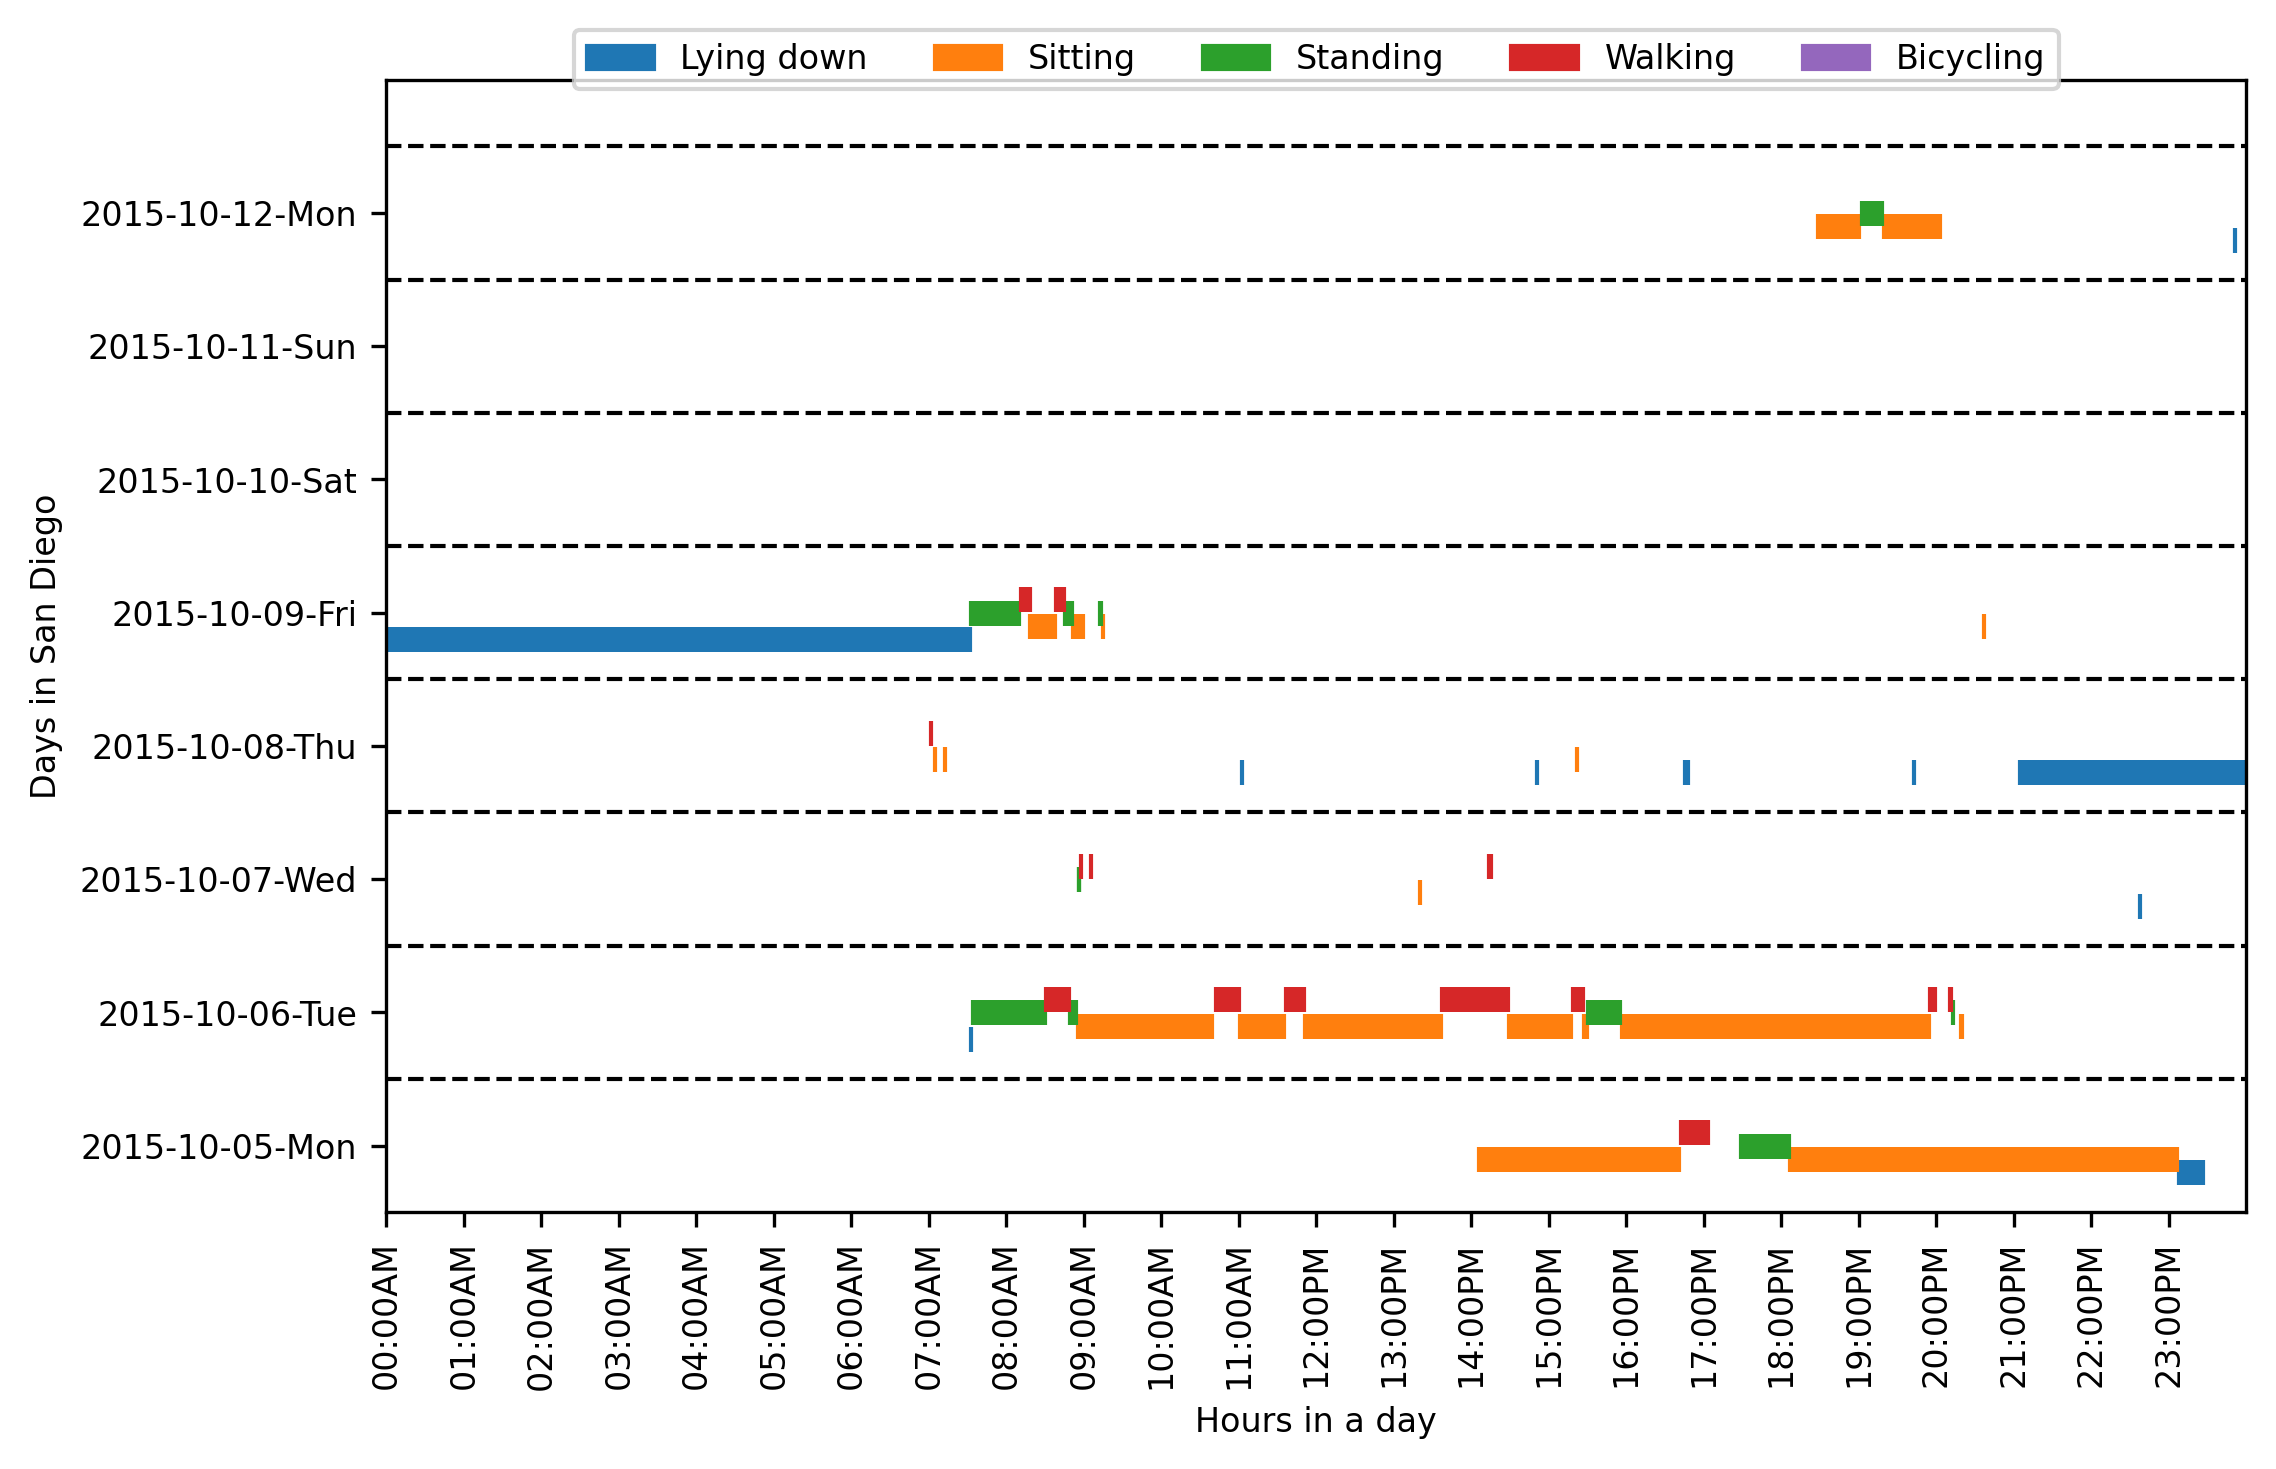 Lying down Sitting Standing Walking Bicycling
2015-10-12-Mon
2015-10-11-Sun
2015-10-10-Sat
2015-10-09-Fri
2015-10-08-Thu
2015-10-07-Wed
2015-10-06-Tue
2015-10-05-Mon
Days in San Diego
00:00AM 01:00AM 02:00AM 03:00AM 04:00AM 05:00AM 06:00AM 07:00AM 08:00AM 09:00AM 10:00AM 11:00AM 12:00PM 13:00PM 14:00PM 15:00PM 16:00PM 17:00PM 18:00PM 19:00PM 20:00PM 21:00PM 22:00PM 23:00PM
Hours in a day